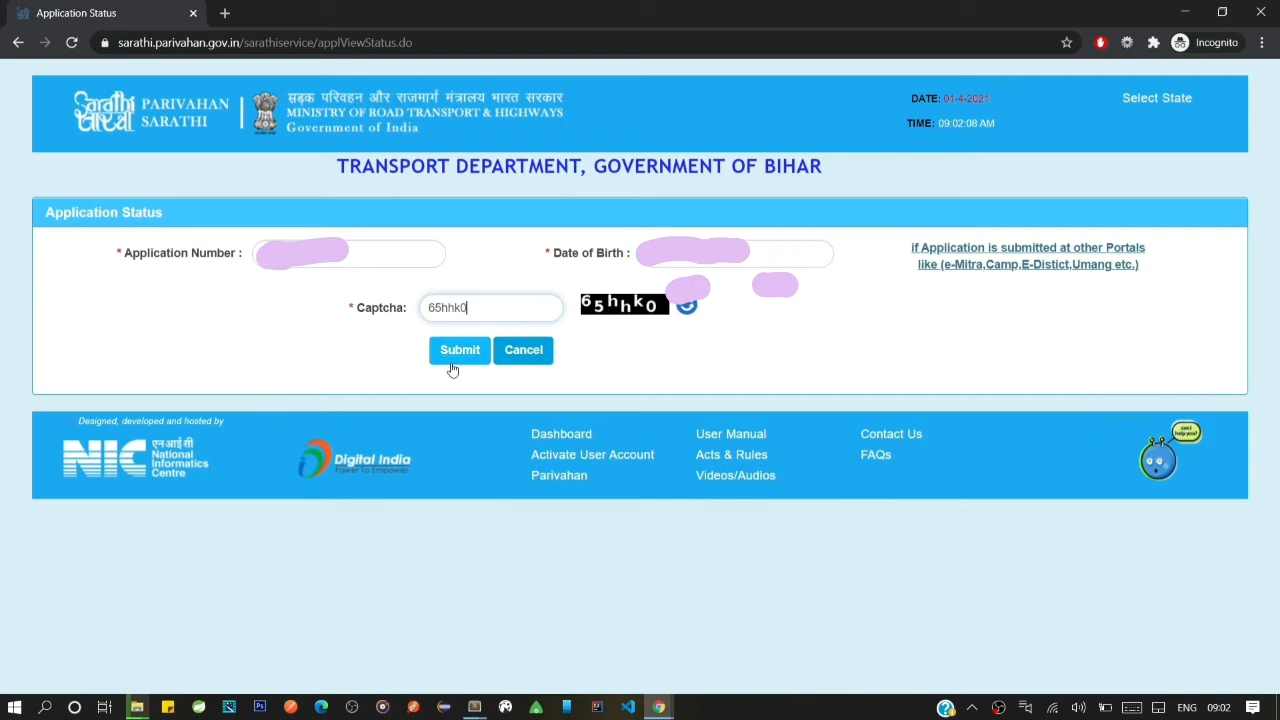 Application Status
sarathi.parivahan.gov.in/sarathiservice/applViewStatus.do
Incognito
Sarathi
सारथी
PARIVAHAN
SARATHI
सड़क परिवहन और राजमार्ग मंत्रालय भारत सरकार
MINISTRY OF ROAD TRANSPORT & HIGHWAYS
Government of India
DATE: 01-4-2021
TIME: 09:02:08 AM
Select State
TRANSPORT DEPARTMENT, GOVERNMENT OF BIHAR
Application Status
* Application Number :
* Date of Birth :
if Application is submitted at other Portals
like (e-Mitra,Camp,E-Distict,Umang etc.)
* Captcha:
65hhk0
65hhk0
Submit
Cancel
Designed, developed and hosted by
NIC
एनआईसी
National
Informatics
Centre
Digital India
Power To Empower
Dashboard
User Manual
Contact Us
Activate User Account
Acts & Rules
FAQs
Parivahan
Videos/Audios
can I
help you?
ENG
09:02